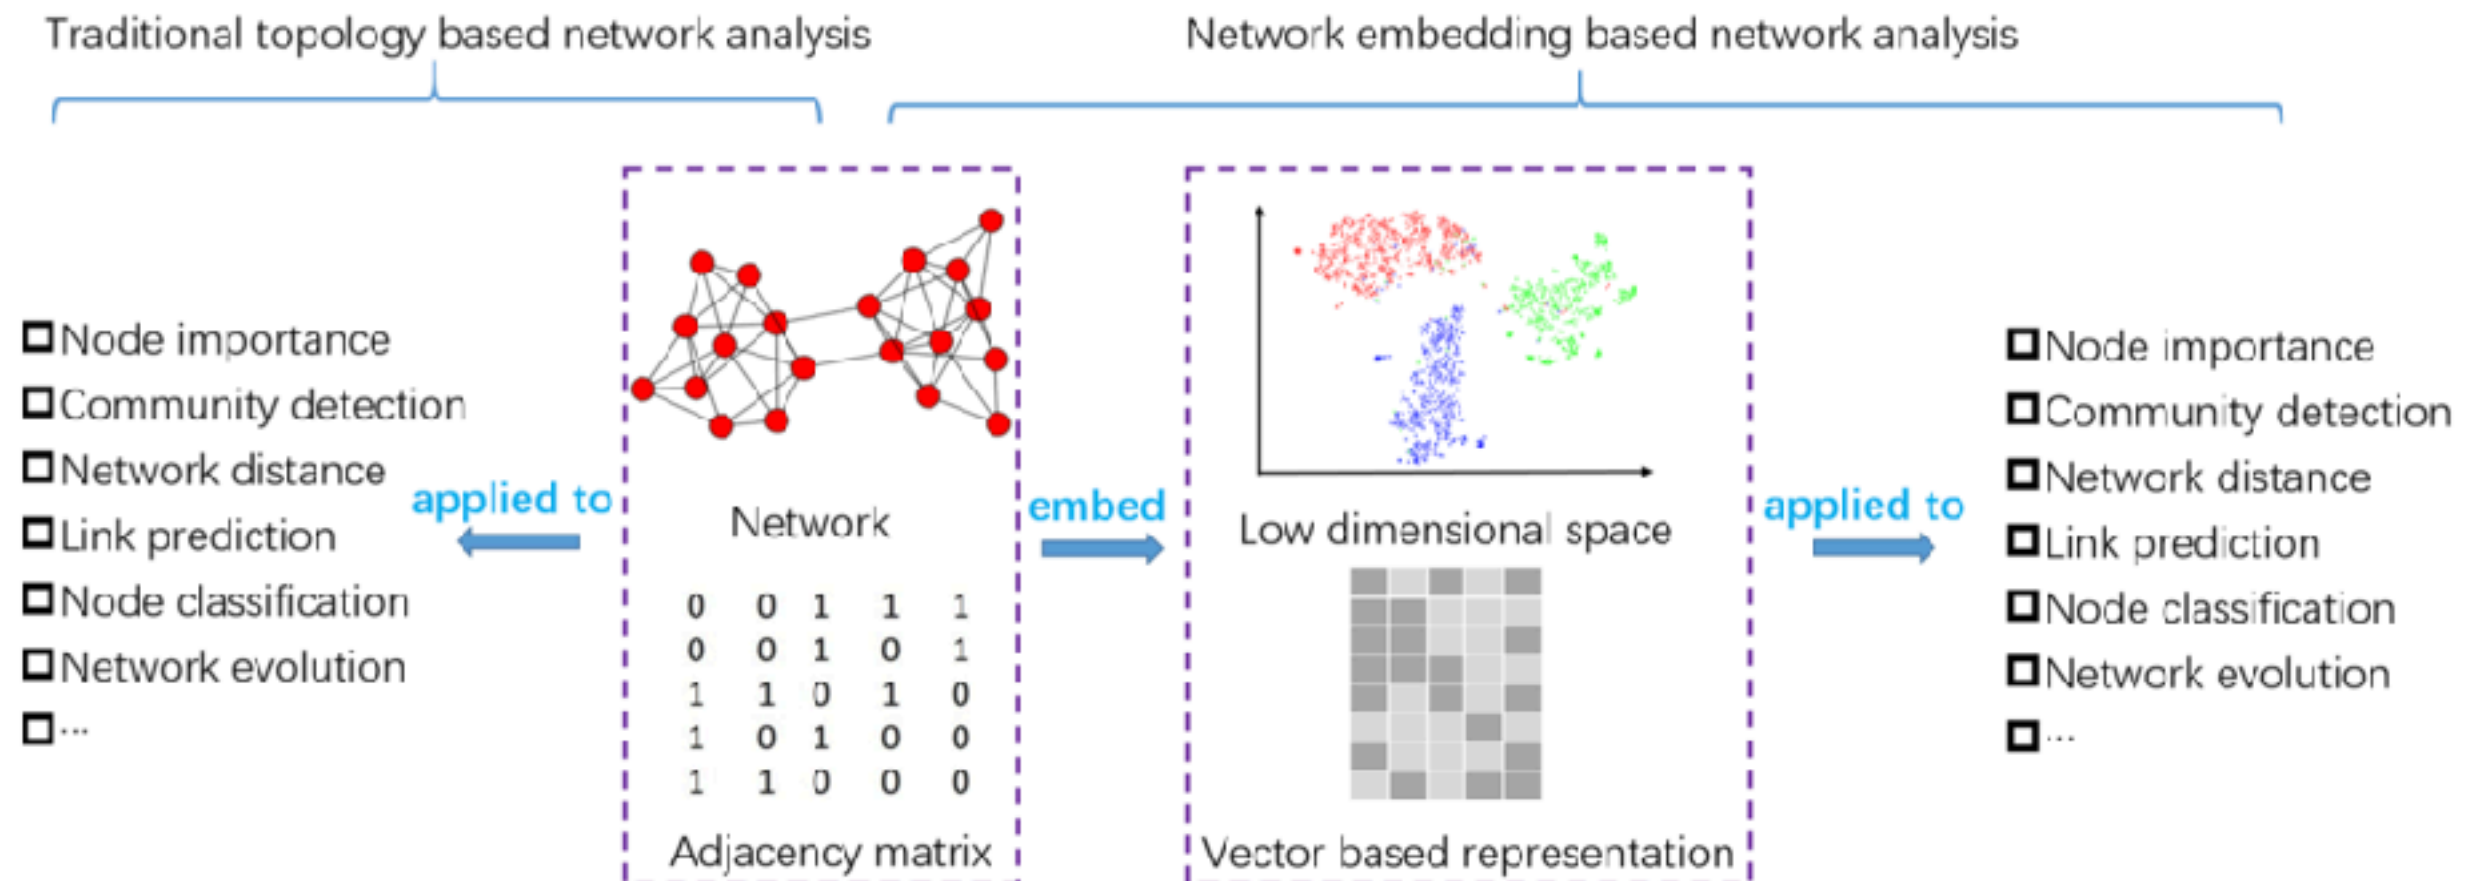 Traditional topology based network analysis
Network embedding based network analysis
Node importance
Community detection
Network distance
Link prediction
Node classification
Network evolution
...
applied to
Network
0 0 1 1 1
0 0 1 0 1
1 1 0 1 0
1 0 1 0 0
1 1 0 0 0
Adjacency matrix
embed
Low dimensional space
Vector based representation
applied to
Node importance
Community detection
Network distance
Link prediction
Node classification
Network evolution
...